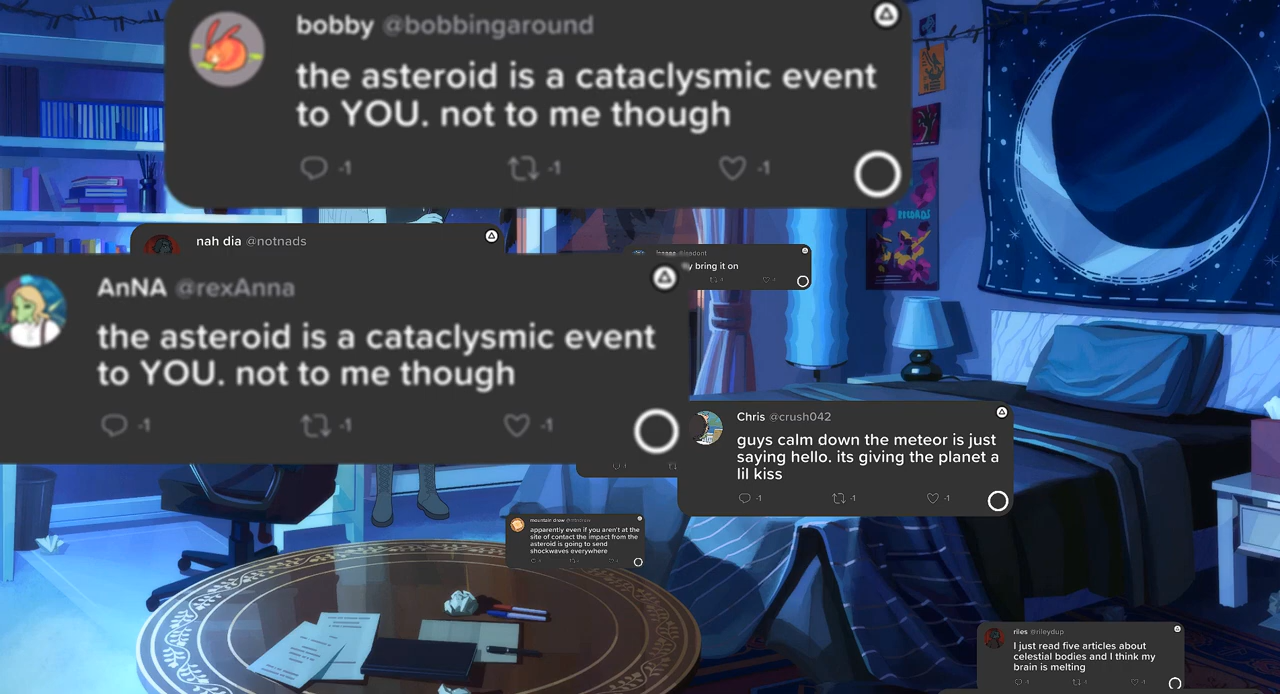 bobby @bobbingaround
the asteroid is a cataclysmic event
to YOU. not to me though
-1 -1 -1
nah dia @notnads
y bring it on
AnNA @rexAnna
the asteroid is a cataclysmic event
to YOU. not to me though
-1 -1 -1
Chris @crush042
guys calm down the meteor is just
saying hello. its giving the planet a
lil kiss
-1 -1 -1
apparently even if you aren't at the
site of contact the impact from the
asteroid is going to send
shockwaves everywhere
riles @rileydup
I just read five articles about
celestial bodies and I think my
brain is melting